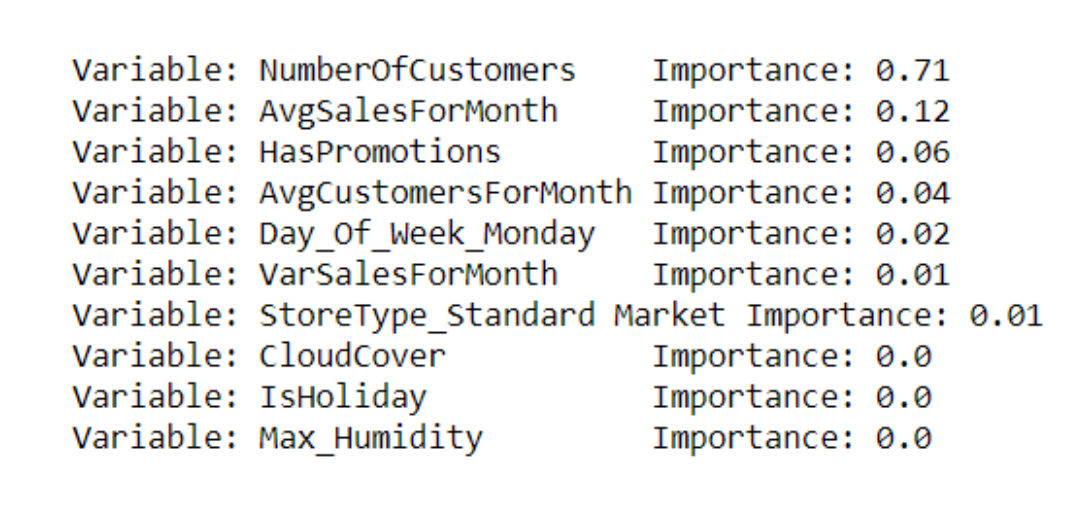 Variable: NumberOfCustomers Importance: 0.71
Variable: AvgSalesForMonth Importance: 0.12
Variable: HasPromotions Importance: 0.06
Variable: AvgCustomersForMonth Importance: 0.04
Variable: Day_Of_Week_Monday Importance: 0.02
Variable: VarSalesForMonth Importance: 0.01
Variable: StoreType_Standard Market Importance: 0.01
Variable: CloudCover Importance: 0.0
Variable: IsHoliday Importance: 0.0
Variable: Max_Humidity Importance: 0.0